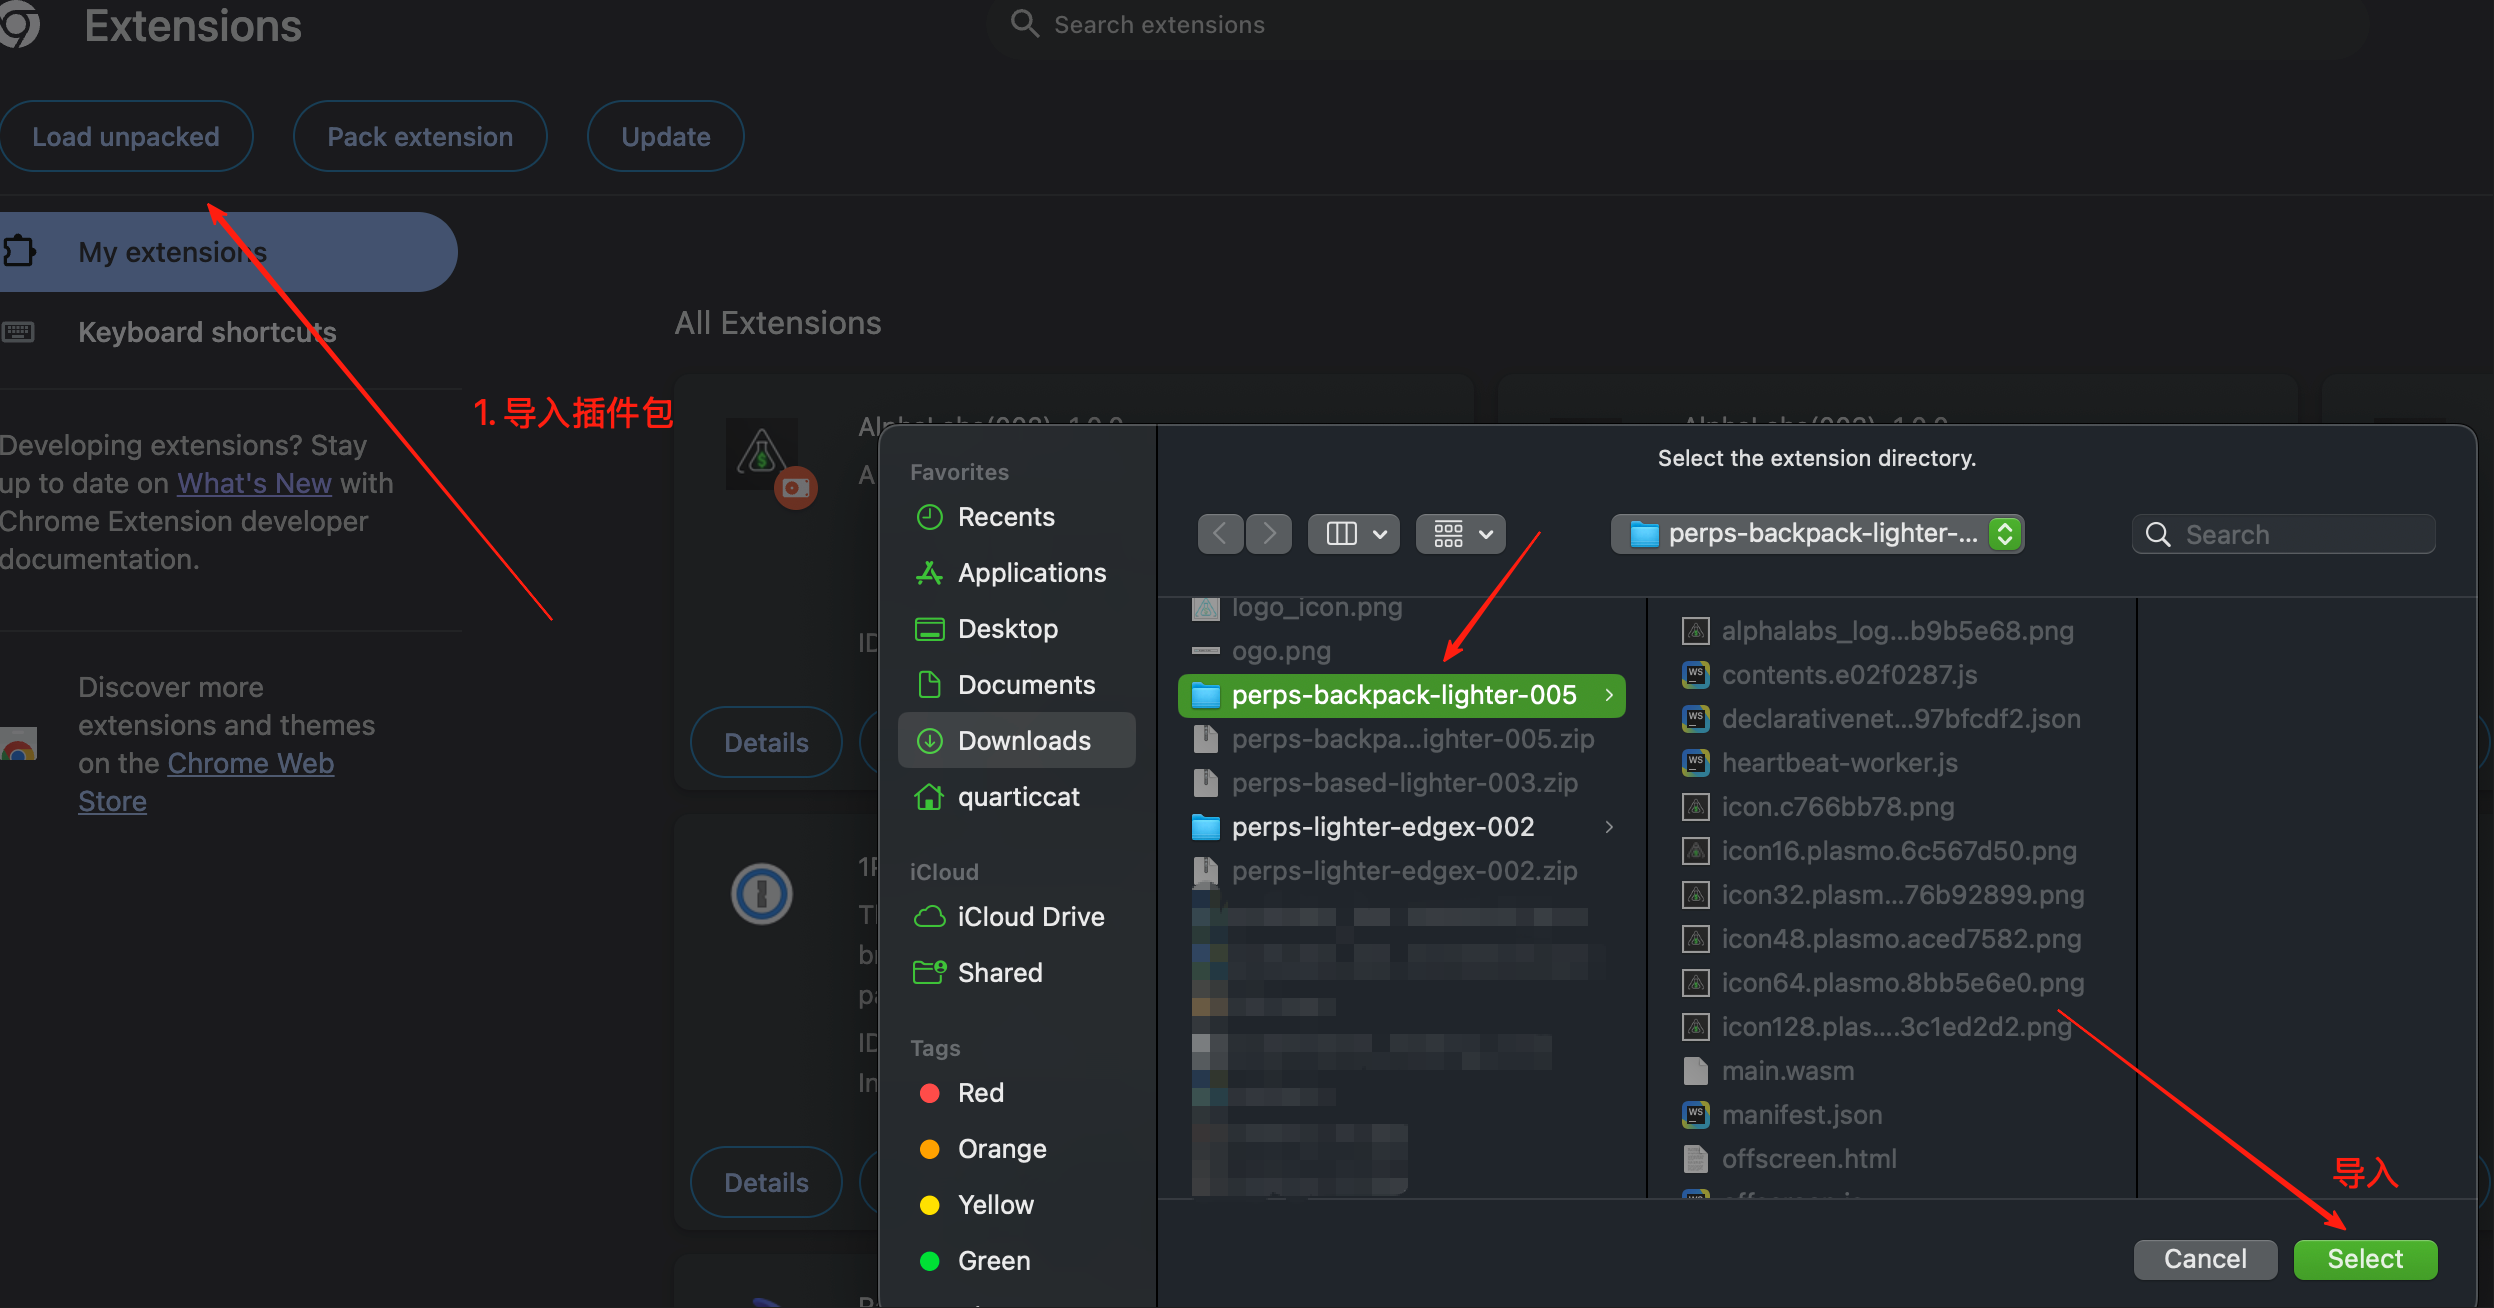 Extensions
Search extensions
Load unpacked
Pack extension
Update
My extensions
Keyboard shortcuts
Developing extensions? Stay
up to date on What's New with
Chrome Extension developer
documentation.
Discover more
extensions and themes
on the Chrome Web
Store
1. 导入插件包
All Extensions
Details
Details
Select the extension directory.
Favorites
Recents
Applications
Desktop
Documents
Downloads
quarticcat
iCloud
iCloud Drive
Shared
Tags
Red
Orange
Yellow
Green
perps-backpack-lighter-...
Search
logo_icon.png
ogo.png
perps-backpack-lighter-005
perps-backpa...ighter-005.zip
perps-based-lighter-003.zip
perps-lighter-edgex-002
perps-lighter-edgex-002.zip
alphalabs_log...b9b5e68.png
contents.e02f0287.js
declarativenet...97bfcdf2.json
heartbeat-worker.js
icon.c766bb78.png
icon16.plasmo.6c567d50.png
icon32.plasm...76b92899.png
icon48.plasmo.aced7582.png
icon64.plasmo.8bb5e6e0.png
icon128.plas....3c1ed2d2.png
main.wasm
manifest.json
offscreen.html
导入
Cancel
Select